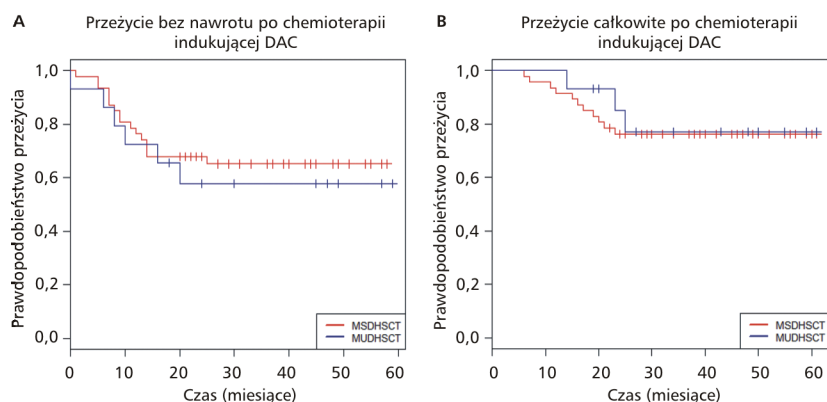 A
Przeżycie bez nawrotu po chemioterapii
indukującej DAC
Prawdopodobieństwo przeżycia
1,0
0,8
0,6
0,4
0,2
0,0
MSDHSCT
MUDHSCT
0 10 20 30 40 50 60
Czas (miesiące)
B
Przeżycie całkowite po chemioterapii
indukującej DAC
Prawdopodobieństwo przeżycia
1,0
0,8
0,6
0,4
0,2
0,0
MSDHSCT
MUDHSCT
0 10 20 30 40 50 60
Czas (miesiące)